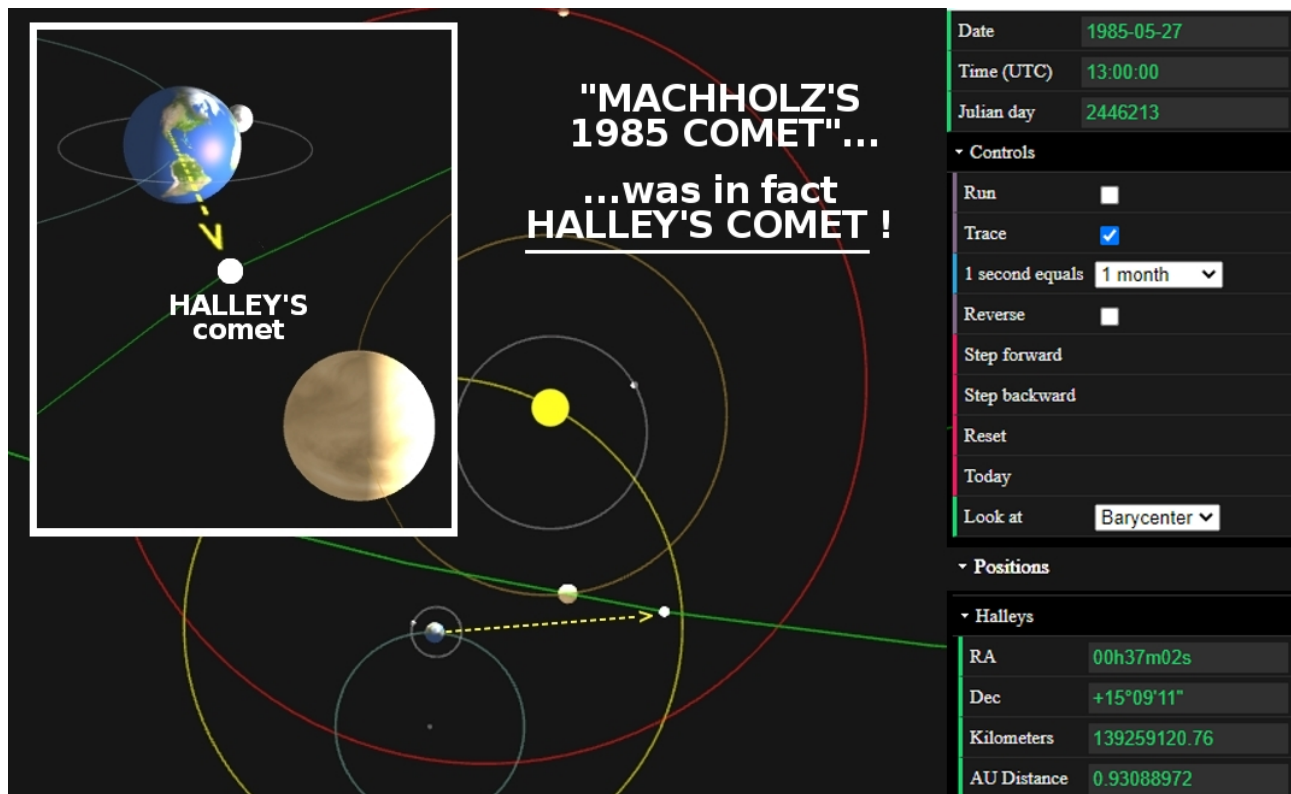 "MACHHOLZ'S
1985 COMET"...
...was in fact
HALLEY'S COMET !
HALLEY'S
comet
Date 1985-05-27
Time (UTC) 13:00:00
Julian day 2446213
Controls
Run
Trace
1 second equals 1 month
Reverse
Step forward
Step backward
Reset
Today
Look at Barycenter
Positions
Halleys
RA 00h37m02s
Dec +15°09'11"
Kilometers 139259120.76
AU Distance 0.93088972